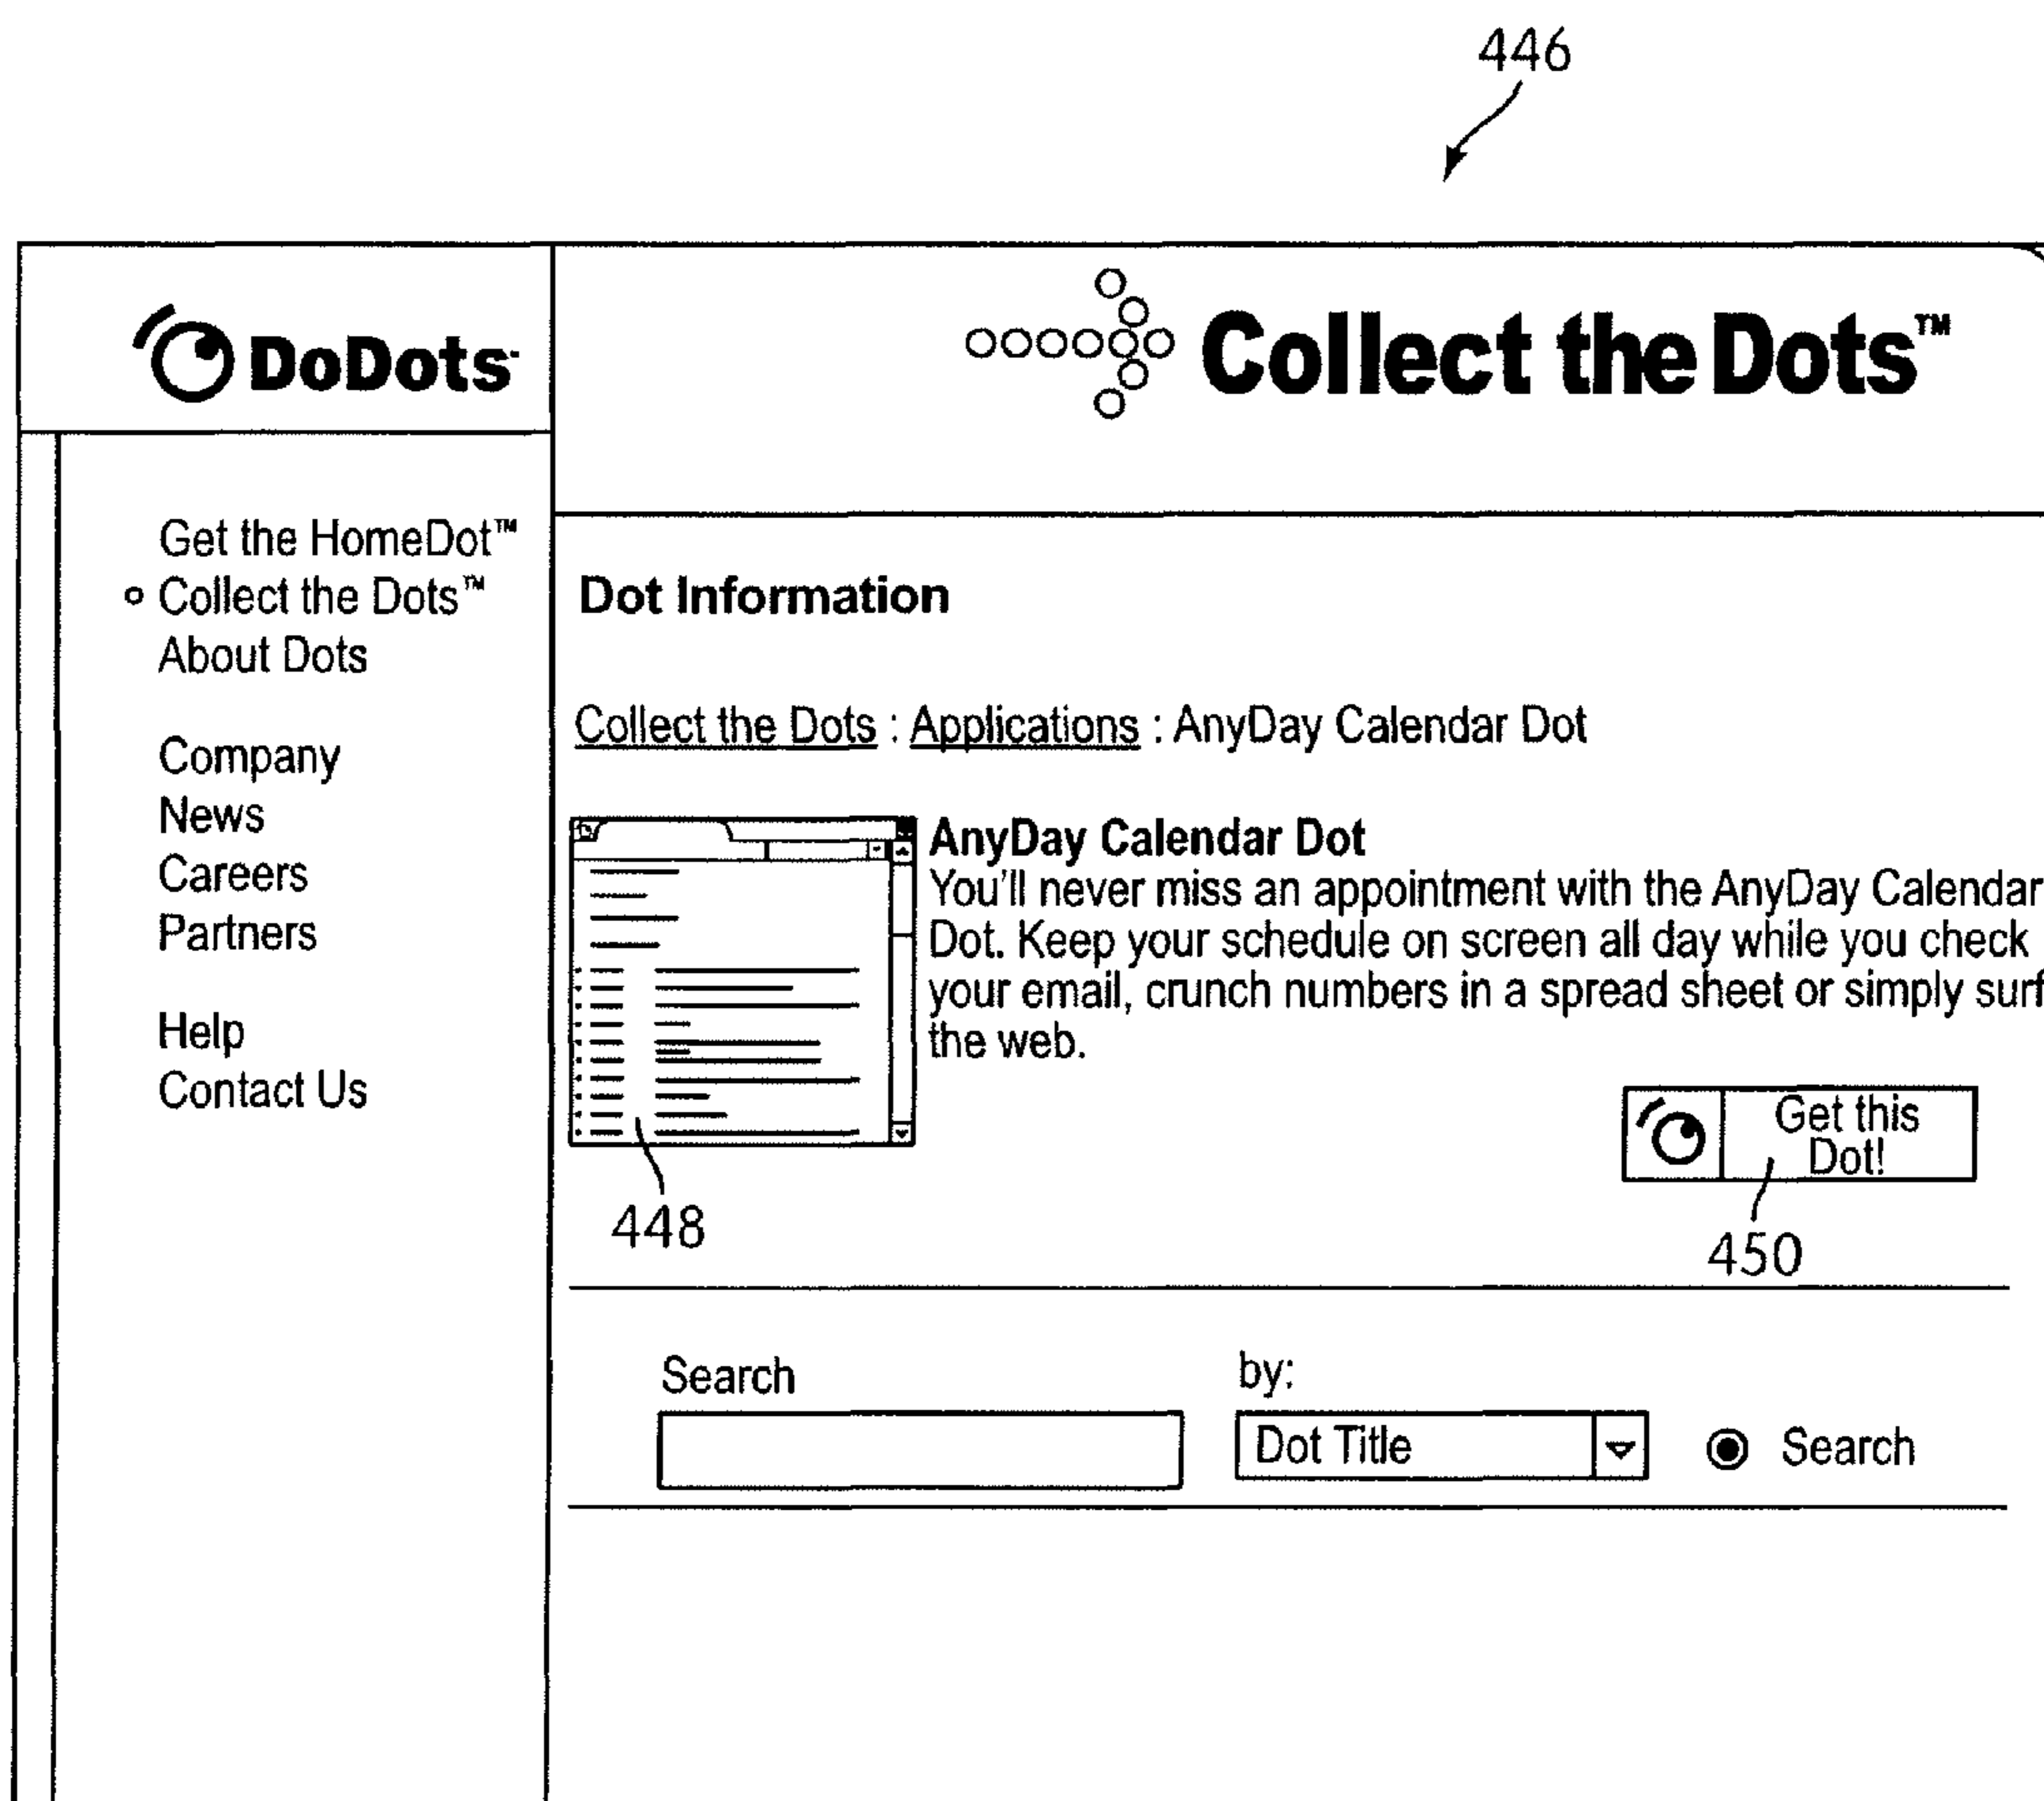 446
DoDots
Collect the Dots™
Get the HomeDot™
Collect the Dots™
About Dots
Company
News
Careers
Partners
Help
Contact Us
Dot Information
Collect the Dots : Applications : AnyDay Calendar Dot
AnyDay Calendar Dot
You'll never miss an appointment with the AnyDay Calendar
Dot. Keep your schedule on screen all day while you check
your email, crunch numbers in a spread sheet or simply surf
the web.
448
Get this
Dot!
450
Search
by:
Dot Title
Search